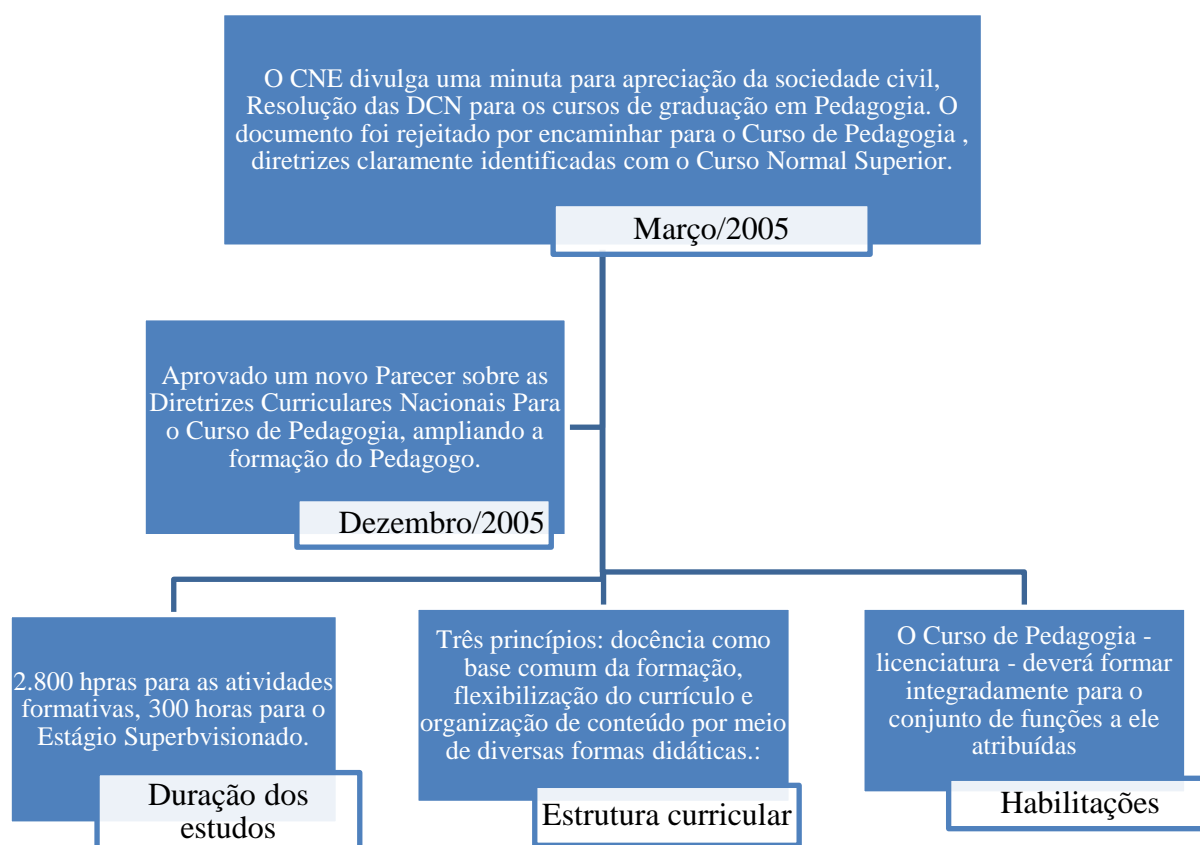 O CNE divulga uma minuta para apreciação da sociedade civil,
Resolução das DCN para os cursos de graduação em Pedagogia. O
documento foi rejeitado por encaminhar para o Curso de Pedagogia ,
diretrizes claramente identificadas com o Curso Normal Superior.
Março/2005
Aprovado um novo Parecer sobre as
Diretrizes Curriculares Nacionais Para
o Curso de Pedagogia, ampliando a
formação do Pedagogo.
Dezembro/2005
2.800 hpras para as atividades
formativas, 300 horas para o
Estágio Superbvisionado.
Duração dos
estudos
Três princípios: docência como
base comum da formação,
flexibilização do currículo e
organização de conteúdo por meio
de diversas formas didáticas.:
Estrutura curricular
O Curso de Pedagogia -
licenciatura - deverá formar
integradamente para o
conjunto de funções a ele
atribuídas
Habilitações